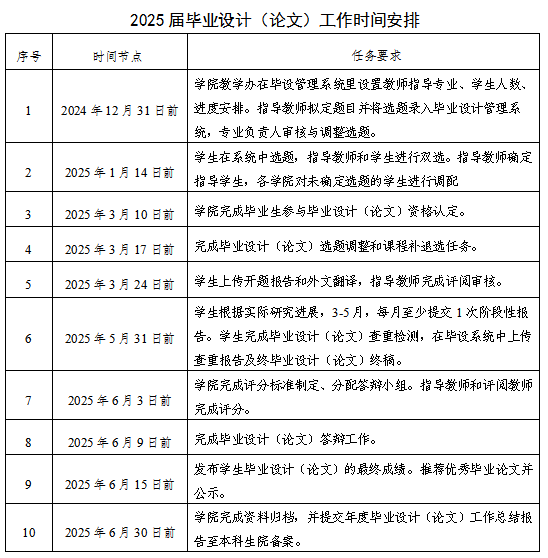 2025 届毕业设计（论文）工作时间安排
序号 时间节点 任务要求
学院教学办在毕设管理系统里设置教师指导专业、学生人数、
1 2024 年 12 月 31 日前 进度安排。指导教师拟定题目并将选题录入毕业设计管理系
统，专业负责人审核与调整选题。
学生在系统中选题，指导教师和学生进行双选。指导教师确定
2 2025 年 1 月 14 日前 指导学生，各学院对未确定选题的学生进行调配
3 2025 年 3 月 10 日前 学院完成毕业生参与毕业设计（论文）资格认定。
4 2025 年 3 月 17 日前 完成毕业设计（论文）选题调整和课程补退选任务。
5 2025 年 3 月 24 日前 学生上传开题报告和外文翻译，指导教师完成评阅审核。
学生根据实际研究进展，3-5 月，每月至少提交 1 次阶段性报
6 2025 年 5 月 31 日前 告。学生完成毕业设计（论文）查重检测，在毕设系统中上传
查重报告及终毕业设计（论文）终稿。
学院完成评分标准制定、分配答辩小组。指导教师和评阅教师
7 2025 年 6 月 3 日前 完成评分。
8 2025 年 6 月 9 日前 完成毕业设计（论文）答辩工作。
发布学生毕业设计（论文）的最终成绩。推荐优秀毕业论文并
9 2025 年 6 月 15 日前 公示。
学院完成资料归档，并提交年度毕业设计（论文）工作总结报
10 2025 年 6 月 30 日前 告至本科生院备案。